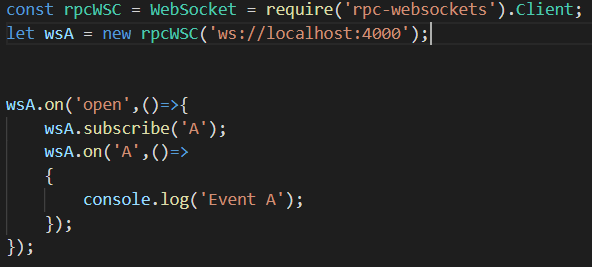 const rpcWSC = WebSocket = require('rpc-websockets').Client;
let wsA = new rpcWSC('ws://localhost:4000');
wsA.on('open',()=>{
    wsA.subscribe('A');
    wsA.on('A',()=>
    {
        console.log('Event A');
    });
});